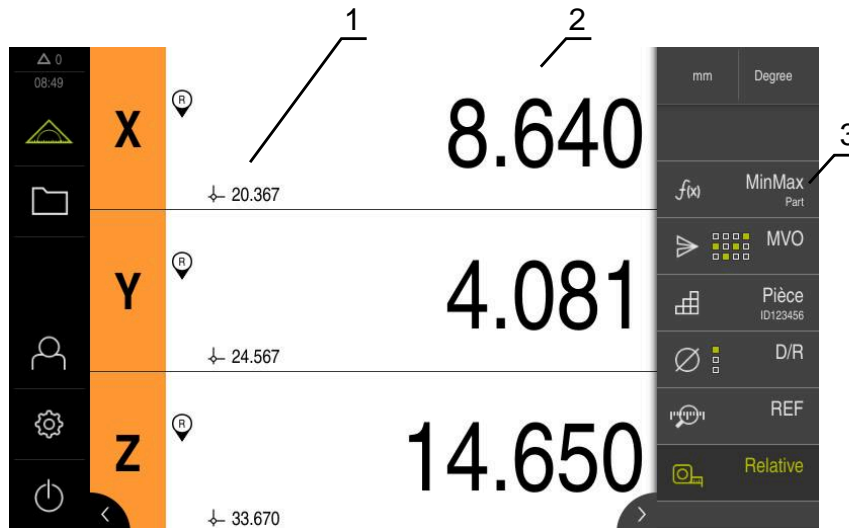 1
2
3
0
08:49
X
R
8.640
20.367
Y
R
4.081
24.567
Z
R
14.650
33.670
mm
Degree
f(x)
MinMax
Part
MVO
Pièce
ID123456
D/R
REF
Relative